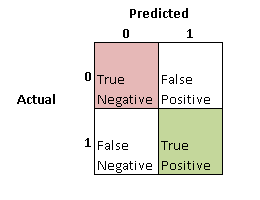 Predicted
0 1
0 True False
Negative Positive
Actual
1 False True
Negative Positive